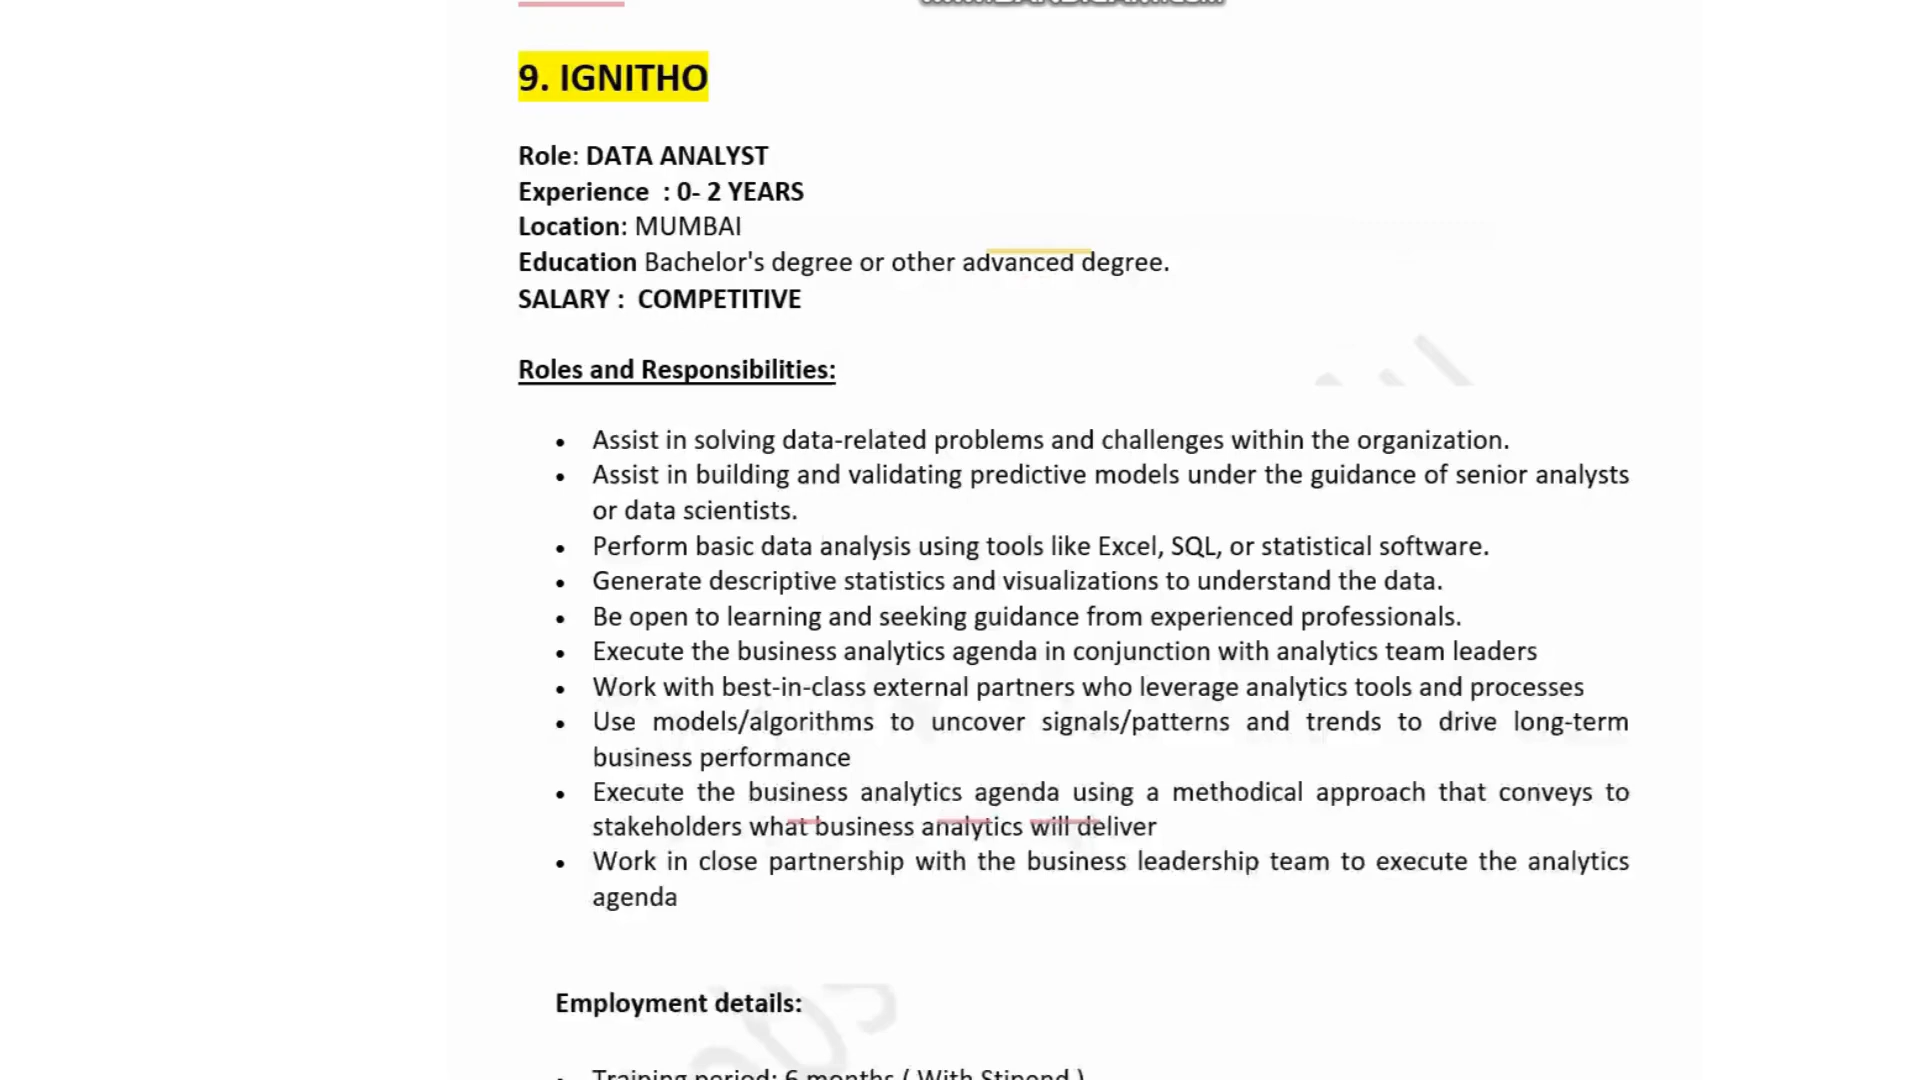 9. IGNITHO
Role: DATA ANALYST
Experience : 0- 2 YEARS
Location: MUMBAI
Education Bachelor's degree or other advanced degree.
SALARY : COMPETITIVE
Roles and Responsibilities:
• Assist in solving data-related problems and challenges within the organization.
• Assist in building and validating predictive models under the guidance of senior analysts
or data scientists.
• Perform basic data analysis using tools like Excel, SQL, or statistical software.
• Generate descriptive statistics and visualizations to understand the data.
• Be open to learning and seeking guidance from experienced professionals.
• Execute the business analytics agenda in conjunction with analytics team leaders
• Work with best-in-class external partners who leverage analytics tools and processes
• Use models/algorithms to uncover signals/patterns and trends to drive long-term
business performance
• Execute the business analytics agenda using a methodical approach that conveys to
stakeholders what business analytics will deliver
• Work in close partnership with the business leadership team to execute the analytics
agenda
Employment details:
• Training period: 6 months ( With Stipend )